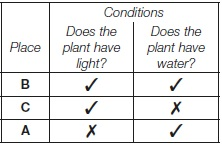 Conditions
Place
Does the plant have light?
Does the plant have water?
B ✓ ✓
C ✓ ✗
A ✗ ✓